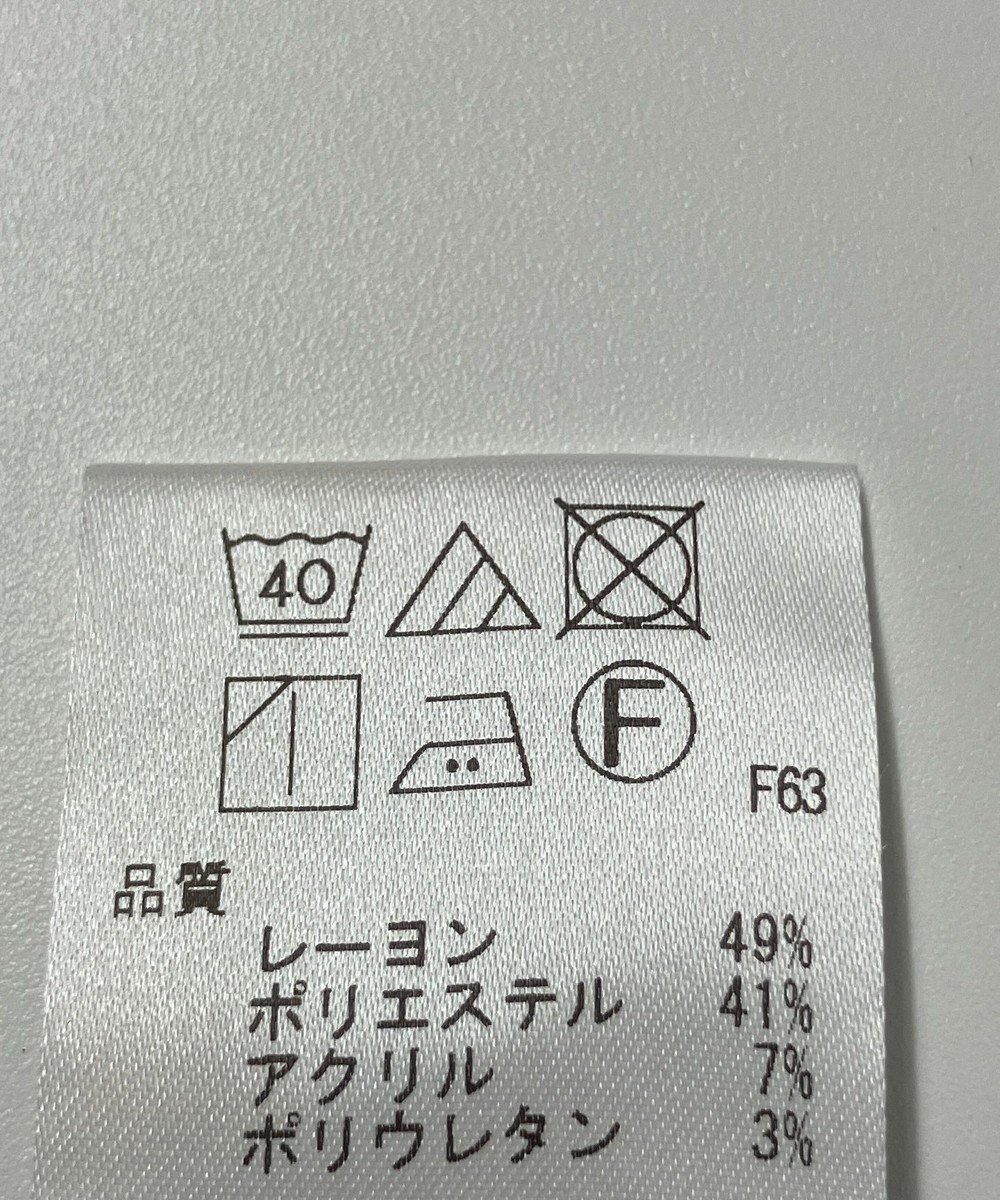 40
F
F63
品質
レーヨン 49%
ポリエステル 41%
アクリル 7%
ポリウレタン 3%